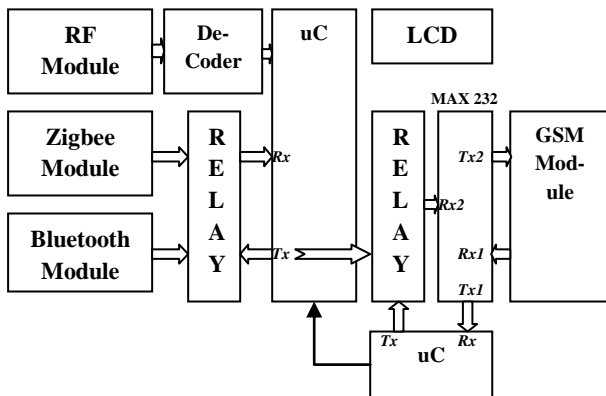 RF
Module
De-
Coder
uC
LCD
MAX 232
Zigbee
Module
R
E
L
A
Y
Rx
R
E
L
A
Y
Tx2
GSM
Mod-
ule
Rx2
Bluetooth
Module
Tx
Rx1
Tx1
Tx
Rx
uC